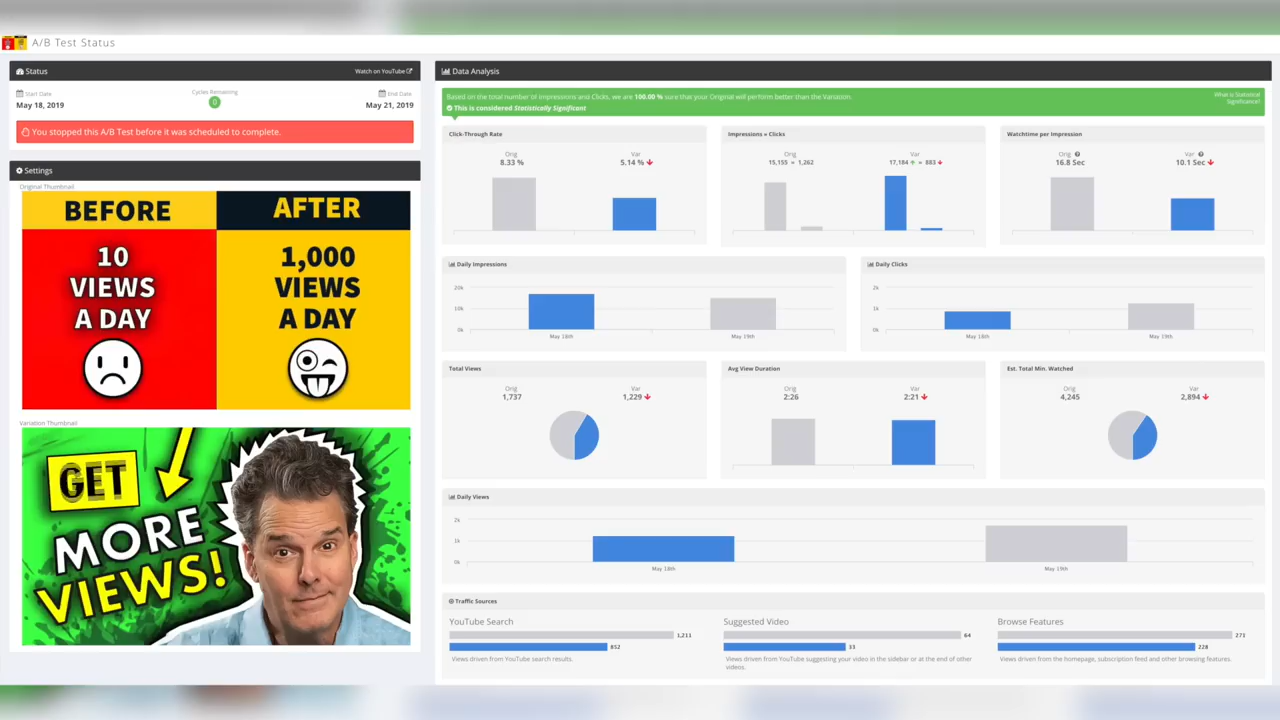 A/B Test Status
Status
Watch on YouTube
Start Date
May 18, 2019
Cycles Remaining
0
End Date
May 21, 2019
You stopped this A/B Test before it was scheduled to complete.
Settings
Original Thumbnail
BEFORE
10
VIEWS
A DAY
AFTER
1,000
VIEWS
A DAY
Variation Thumbnail
GET
MORE
VIEWS!
Data Analysis
Based on the total number of Impressions and Clicks, we are 100.00 % sure that your Original will perform better than the Variation.
This is considered Statistically Significant
What is Statistical
Significance?
Click-Through Rate
Orig
8.33 %
Var
5.14 %
Impressions » Clicks
Orig
15,155 » 1,262
Var
17,184 » 883
Watchtime per Impression
Orig
16.8 Sec
Var
10.1 Sec
Daily Impressions
20k
10k
0k
May 18th
May 19th
Daily Clicks
2k
1k
0k
May 18th
May 19th
Total Views
Orig
1,737
Var
1,229
Avg View Duration
Orig
2:26
Var
2:21
Est. Total Min. Watched
Orig
4,245
Var
2,894
Daily Views
2k
1k
0k
May 18th
May 19th
Traffic Sources
YouTube Search
1,211
852
Views driven from YouTube search results.
Suggested Video
64
33
Views driven from YouTube suggesting your video in the sidebar or at the end of other
videos.
Browse Features
271
228
Views driven from the homepage, subscription feed and other browsing features.